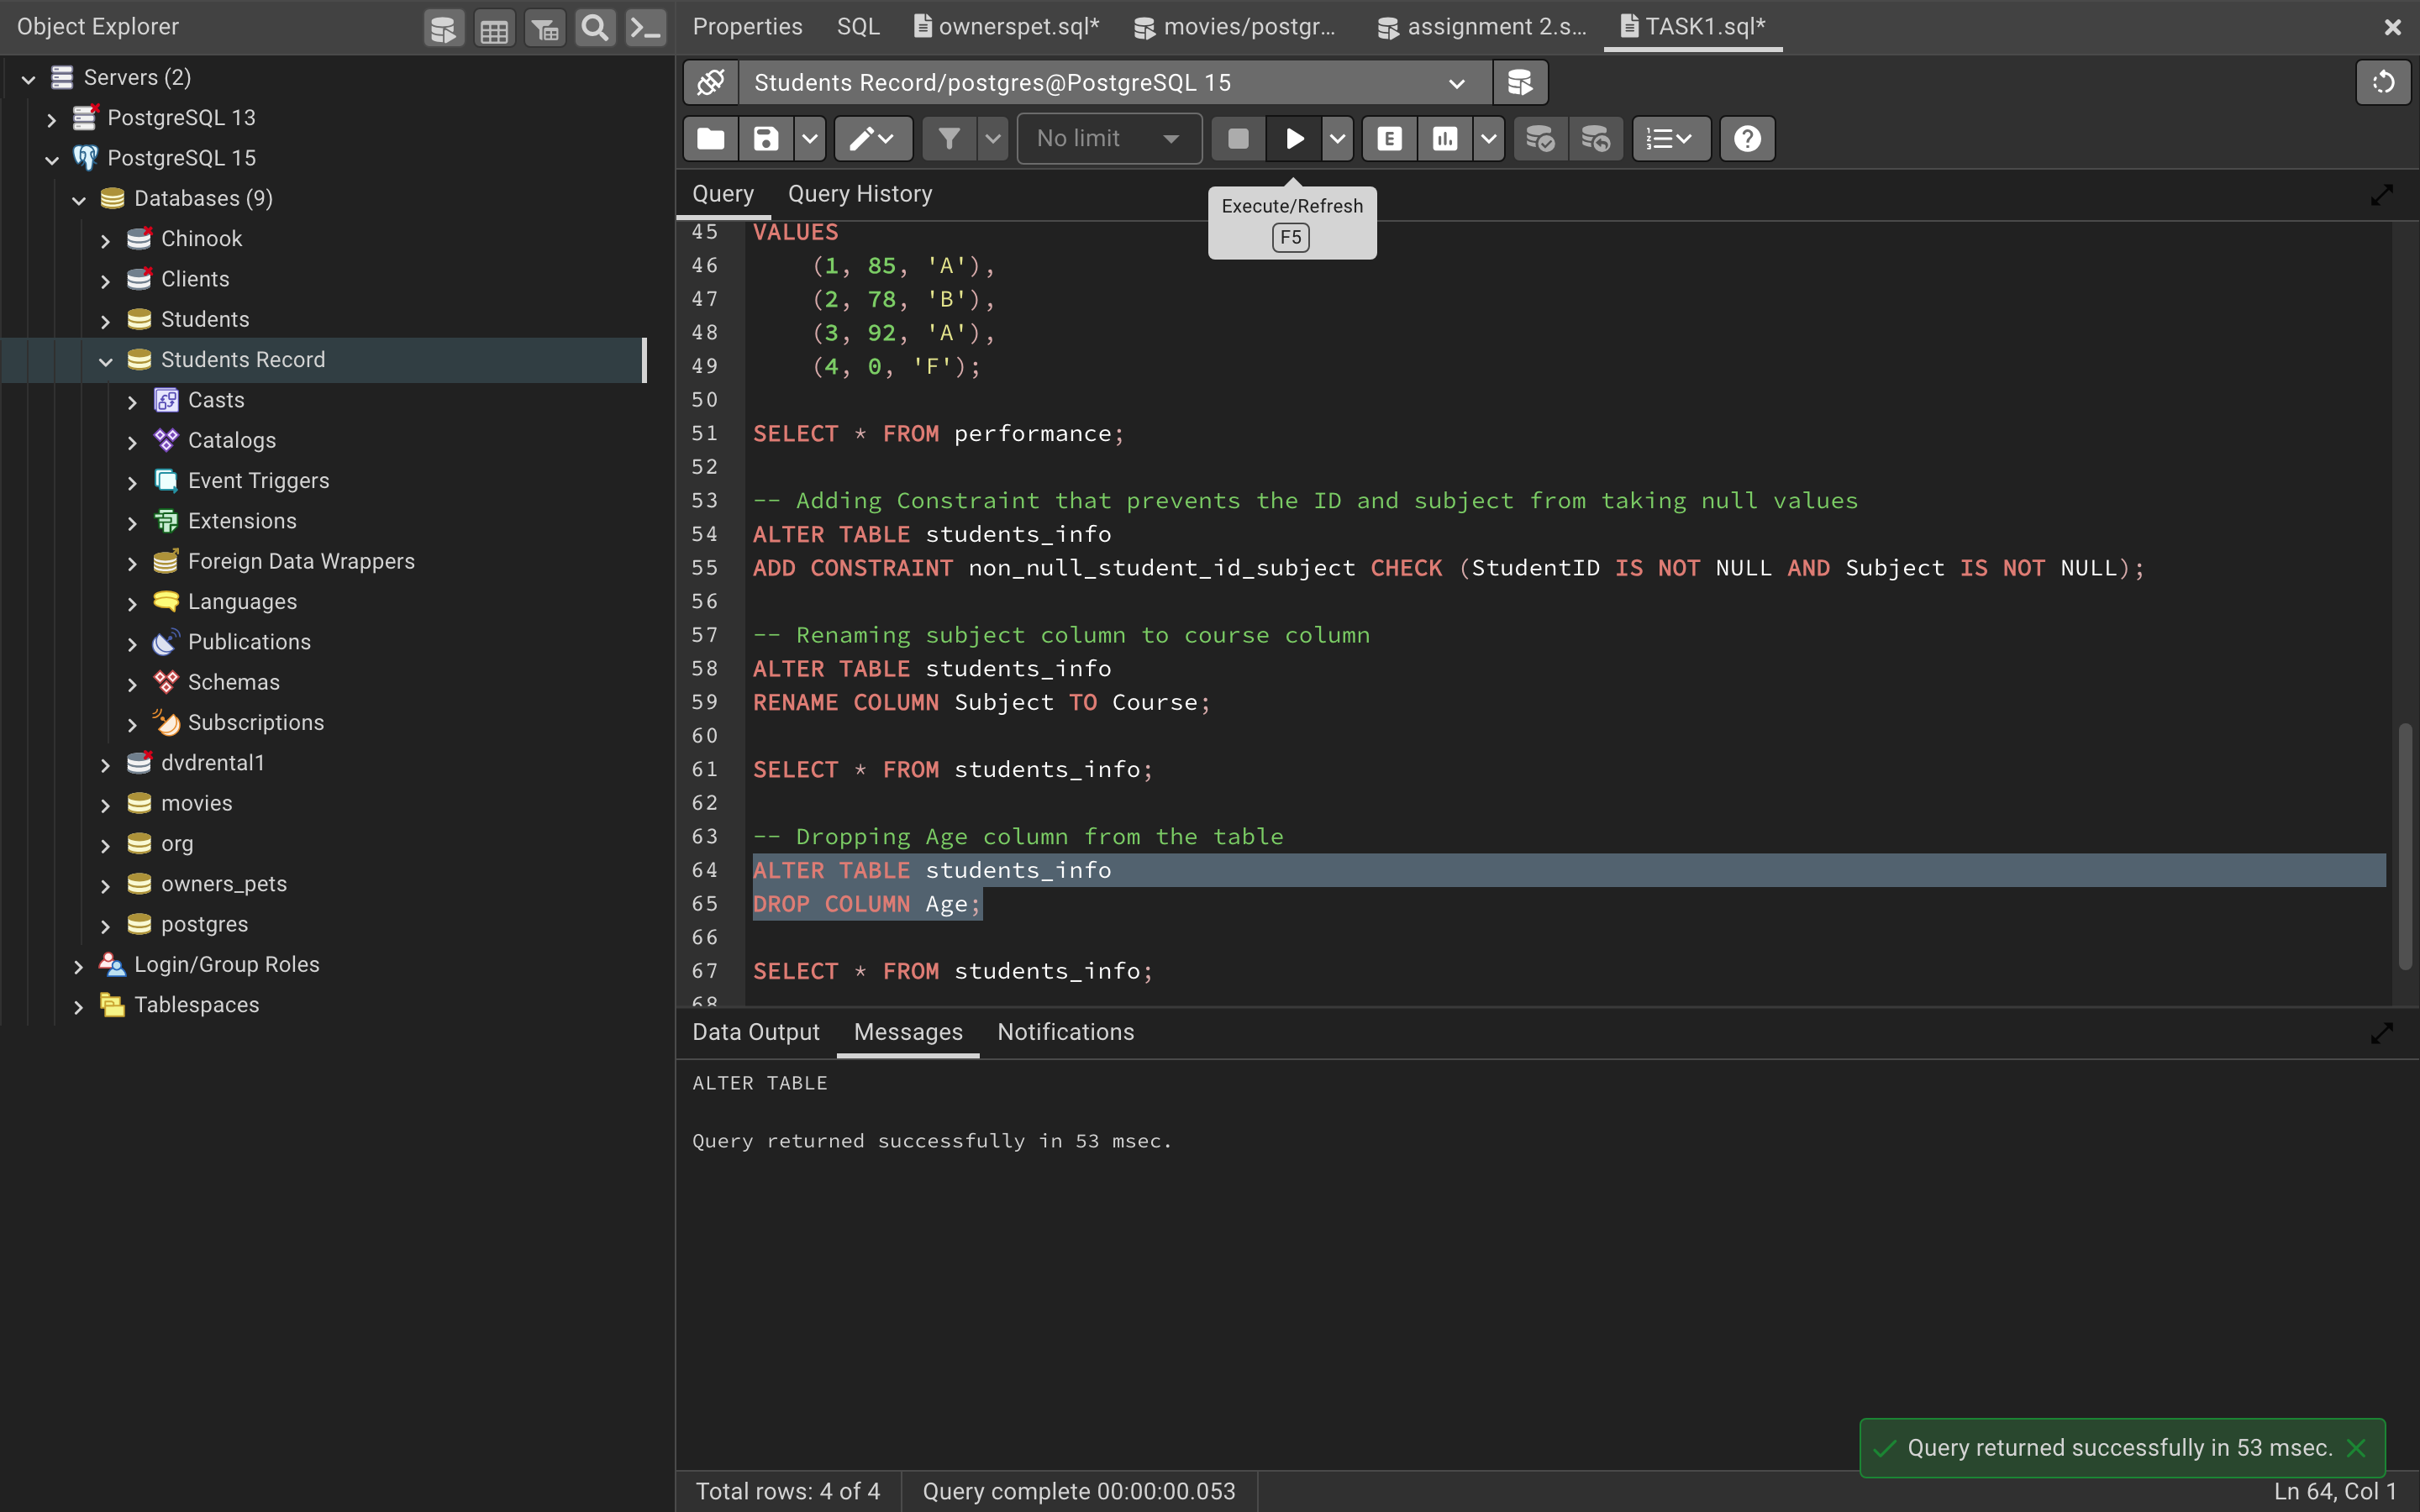 Object Explorer
Servers (2)
PostgreSQL 13
PostgreSQL 15
Databases (9)
Chinook
Clients
Students
Students Record
Casts
Catalogs
Event Triggers
Extensions
Foreign Data Wrappers
Languages
Publications
Schemas
Subscriptions
dvdrental1
movies
org
owners_pets
postgres
Login/Group Roles
Tablespaces
Properties SQL ownerspet.sql* movies/postgr... assignment 2.s... TASK1.sql*
Students Record/postgres@PostgreSQL 15
No limit E
Query Query History
Execute/Refresh
F5
45 VALUES
46 (1, 85, 'A'),
47 (2, 78, 'B'),
48 (3, 92, 'A'),
49 (4, 0, 'F');
50
51 SELECT * FROM performance;
52
53 -- Adding Constraint that prevents the ID and subject from taking null values
54 ALTER TABLE students_info
55 ADD CONSTRAINT non_null_student_id_subject CHECK (StudentID IS NOT NULL AND Subject IS NOT NULL);
56
57 -- Renaming subject column to course column
58 ALTER TABLE students_info
59 RENAME COLUMN Subject TO Course;
60
61 SELECT * FROM students_info;
62
63 -- Dropping Age column from the table
64 ALTER TABLE students_info
65 DROP COLUMN Age;
66
67 SELECT * FROM students_info;
68
Data Output Messages Notifications
ALTER TABLE
Query returned successfully in 53 msec.
Query returned successfully in 53 msec.
Total rows: 4 of 4 Query complete 00:00:00.053 Ln 64, Col 1